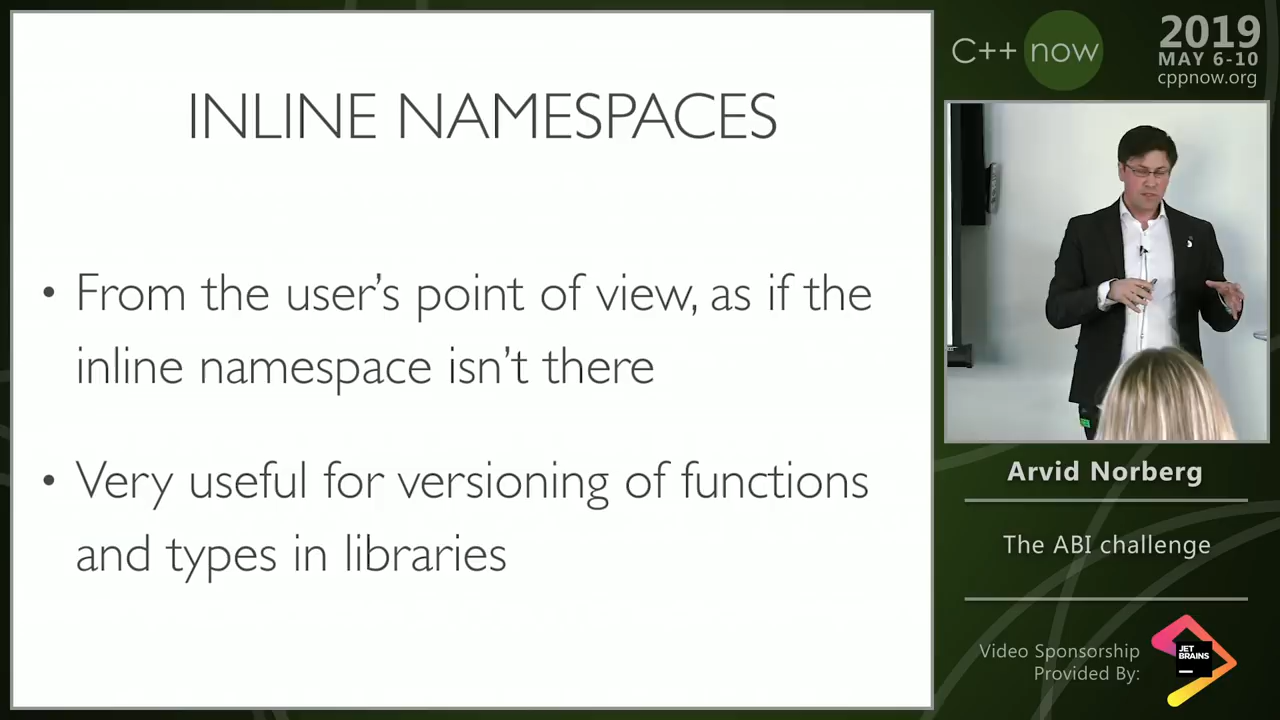 INLINE NAMESPACES
• From the user’s point of view, as if the
inline namespace isn’t there
• Very useful for versioning of functions
and types in libraries
C++ now
2019
MAY 6-10
cppnow.org
Arvid Norberg
The ABI challenge
Video Sponsorship
Provided By:
JET
BRAINS